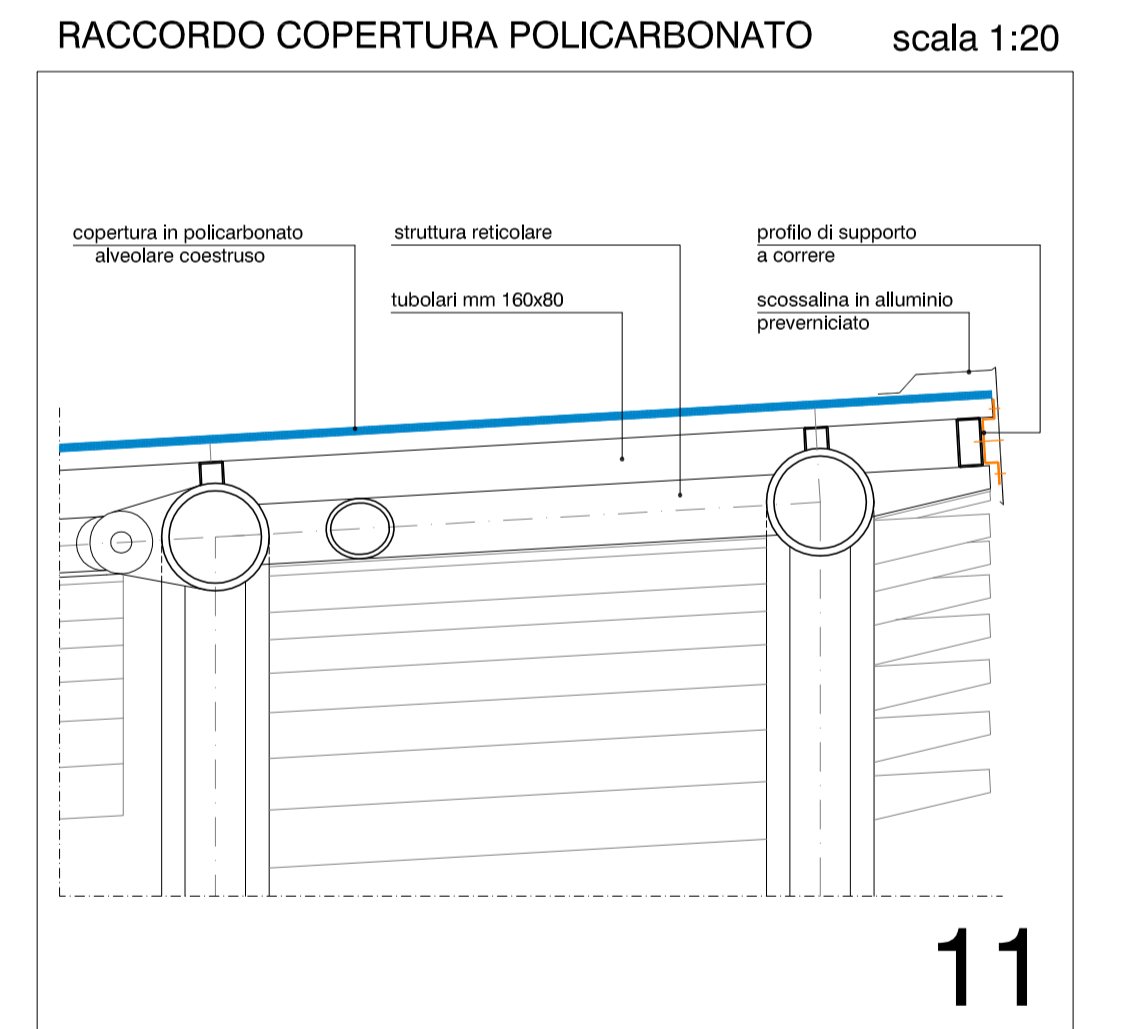 RACCORDO COPERTURA POLICARBONATO scala 1:20
copertura in policarbonato
alveolare coestruso
struttura reticolare
tubolari mm 160x80
profilo di supporto
a correre
scossalina in alluminio
preverniciato
11